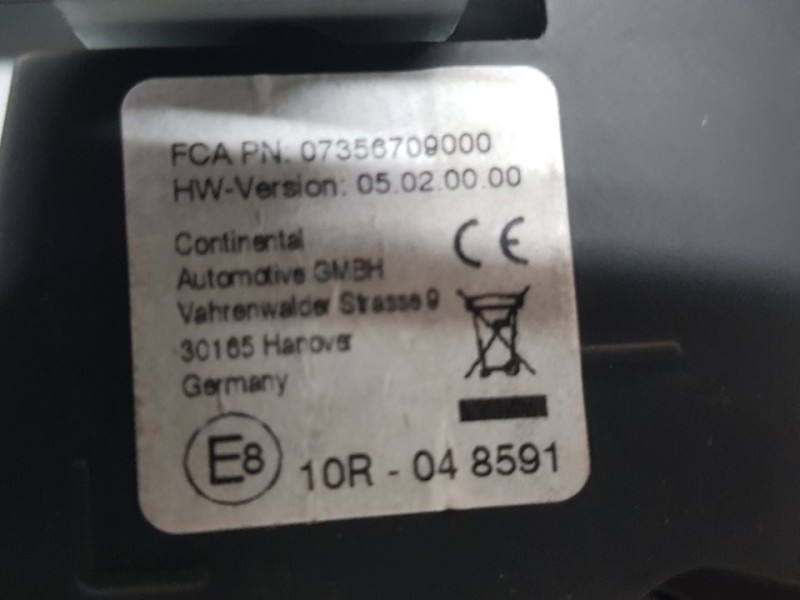 FCA PN: 07356709000
HW-Version: 05.02.00.00
Continental
Automotive GMBH
Vahrenwalder Strasse 9
30165 Hanover
Germany
CE
E8 10R - 04 8591